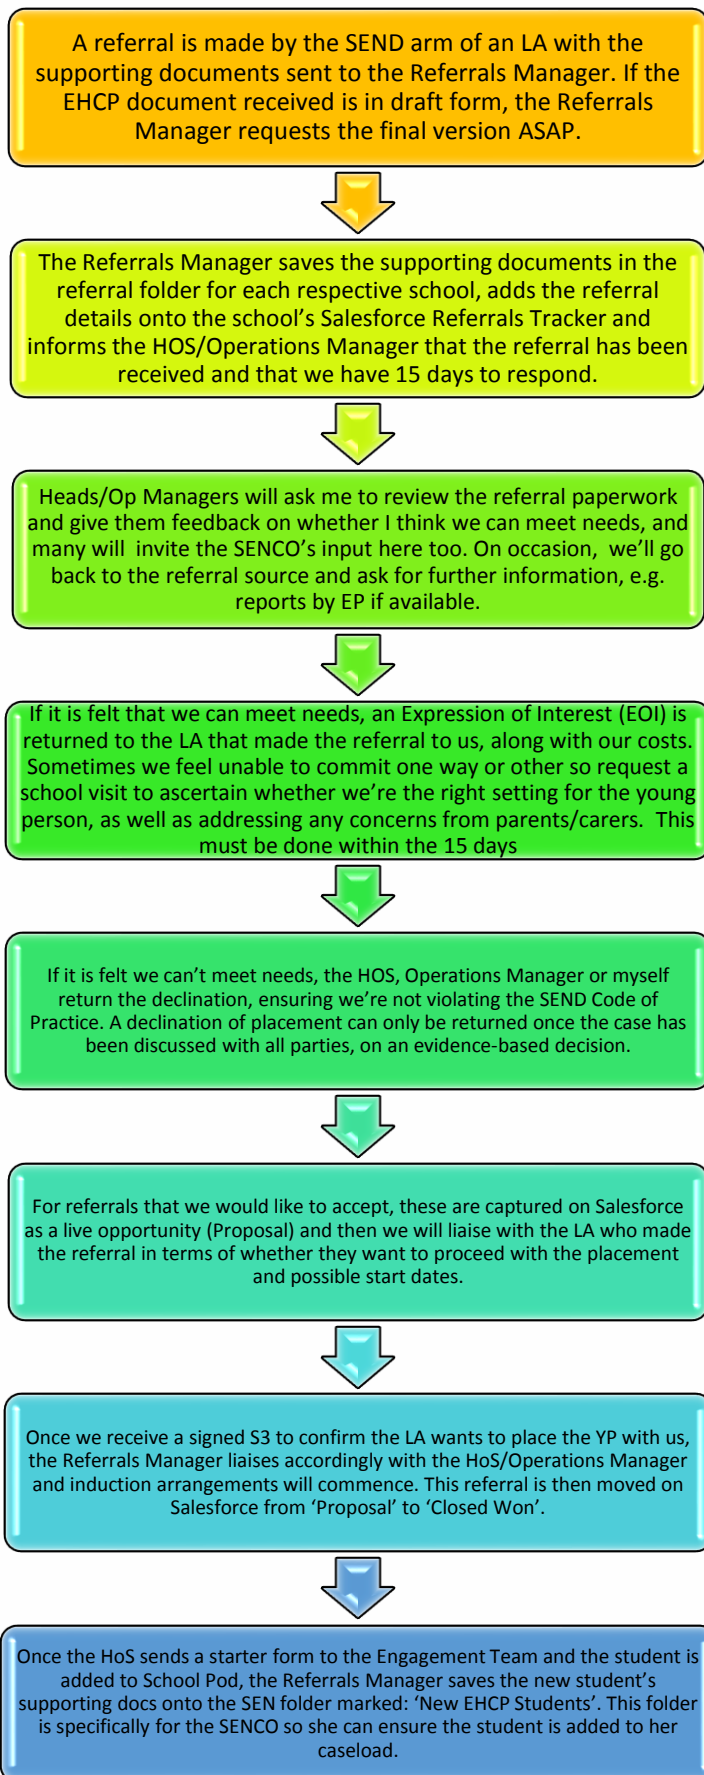 A referral is made by the SEND arm of an LA with the
supporting documents sent to the Referrals Manager. If the
EHCP document received is in draft form, the Referrals
Manager requests the final version ASAP.
The Referrals Manager saves the supporting documents in the
referral folder for each respective school, adds the referral
details onto the school's Salesforce Referrals Tracker and
informs the HOS/Operations Manager that the referral has been
received and that we have 15 days to respond.
Heads/Op Managers will ask me to review the referral paperwork
and give them feedback on whether I think we can meet needs, and
many will  invite the SENCO's input here too. On occasion,  we'll go
back to the referral source and ask for further information, e.g.
reports by EP if available.
If it is felt that we can meet needs, an Expression of Interest (EOI) is
returned to the LA that made the referral to us, along with our costs.
Sometimes we feel unable to commit one way or other so request a
school visit to ascertain whether we're the right setting for the young
person, as well as addressing any concerns from parents/carers.  This
must be done within the 15 days
If it is felt we can't meet needs, the HOS, Operations Manager or myself
return the declination, ensuring we're not violating the SEND Code of
Practice. A declination of placement can only be returned once the case has
been discussed with all parties, on an evidence-based decision.
For referrals that we would like to accept, these are captured on Salesforce
as a live opportunity (Proposal) and then we will liaise with the LA who made
the referral in terms of whether they want to proceed with the placement
and possible start dates.
Once we receive a signed S3 to confirm the LA wants to place the YP with us,
the Referrals Manager liaises accordingly with the HoS/Operations Manager
and induction arrangements will commence. This referral is then moved on
Salesforce from 'Proposal' to 'Closed Won'.
Once the HoS sends a starter form to the Engagement Team and the student is
added to School Pod, the Referrals Manager saves the new student's
supporting docs onto the SEN folder marked: 'New EHCP Students'. This folder
is specifically for the SENCO so she can ensure the student is added to her
caseload.